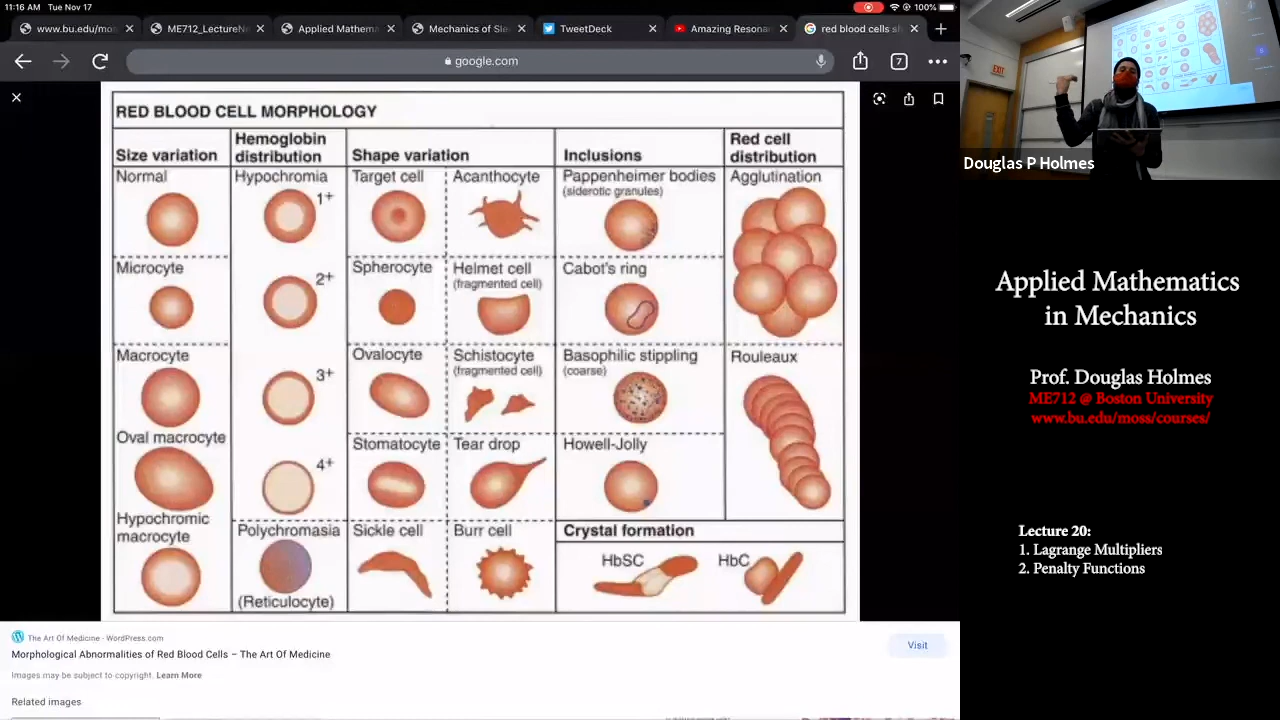 11:16 AM Tue Nov 17
100%
www.bu.edu/mos
ME712_LectureN
Applied Mathem
Mechanics of Sle
TweetDeck
Amazing Resona
red blood cells sh
google.com
7
RED BLOOD CELL MORPHOLOGY
Size variation
Hemoglobin
distribution
Shape variation
Inclusions
Red cell
distribution
Normal
Hypochromia
1+
Target cell
Acanthocyte
Pappenheimer bodies
(siderotic granules)
Agglutination
Microcyte
2+
Spherocyte
Helmet cell
(fragmented cell)
Cabot's ring
Macrocyte
3+
Ovalocyte
Schistocyte
(fragmented cell)
Basophilic stippling
(coarse)
Rouleaux
Oval macrocyte
4+
Stomatocyte
Tear drop
Howell-Jolly
Hypochromic
macrocyte
Polychromasia
(Reticulocyte)
Sickle cell
Burr cell
Crystal formation
HbSC
HbC
The Art Of Medicine - WordPress.com
Morphological Abnormalities of Red Blood Cells – The Art Of Medicine
Visit
Images may be subject to copyright. Learn More
Related images
EXIT
Douglas P Holmes
Applied Mathematics
in Mechanics
Prof. Douglas Holmes
ME712 @ Boston University
www.bu.edu/moss/courses/
Lecture 20:
1. Lagrange Multipliers
2. Penalty Functions